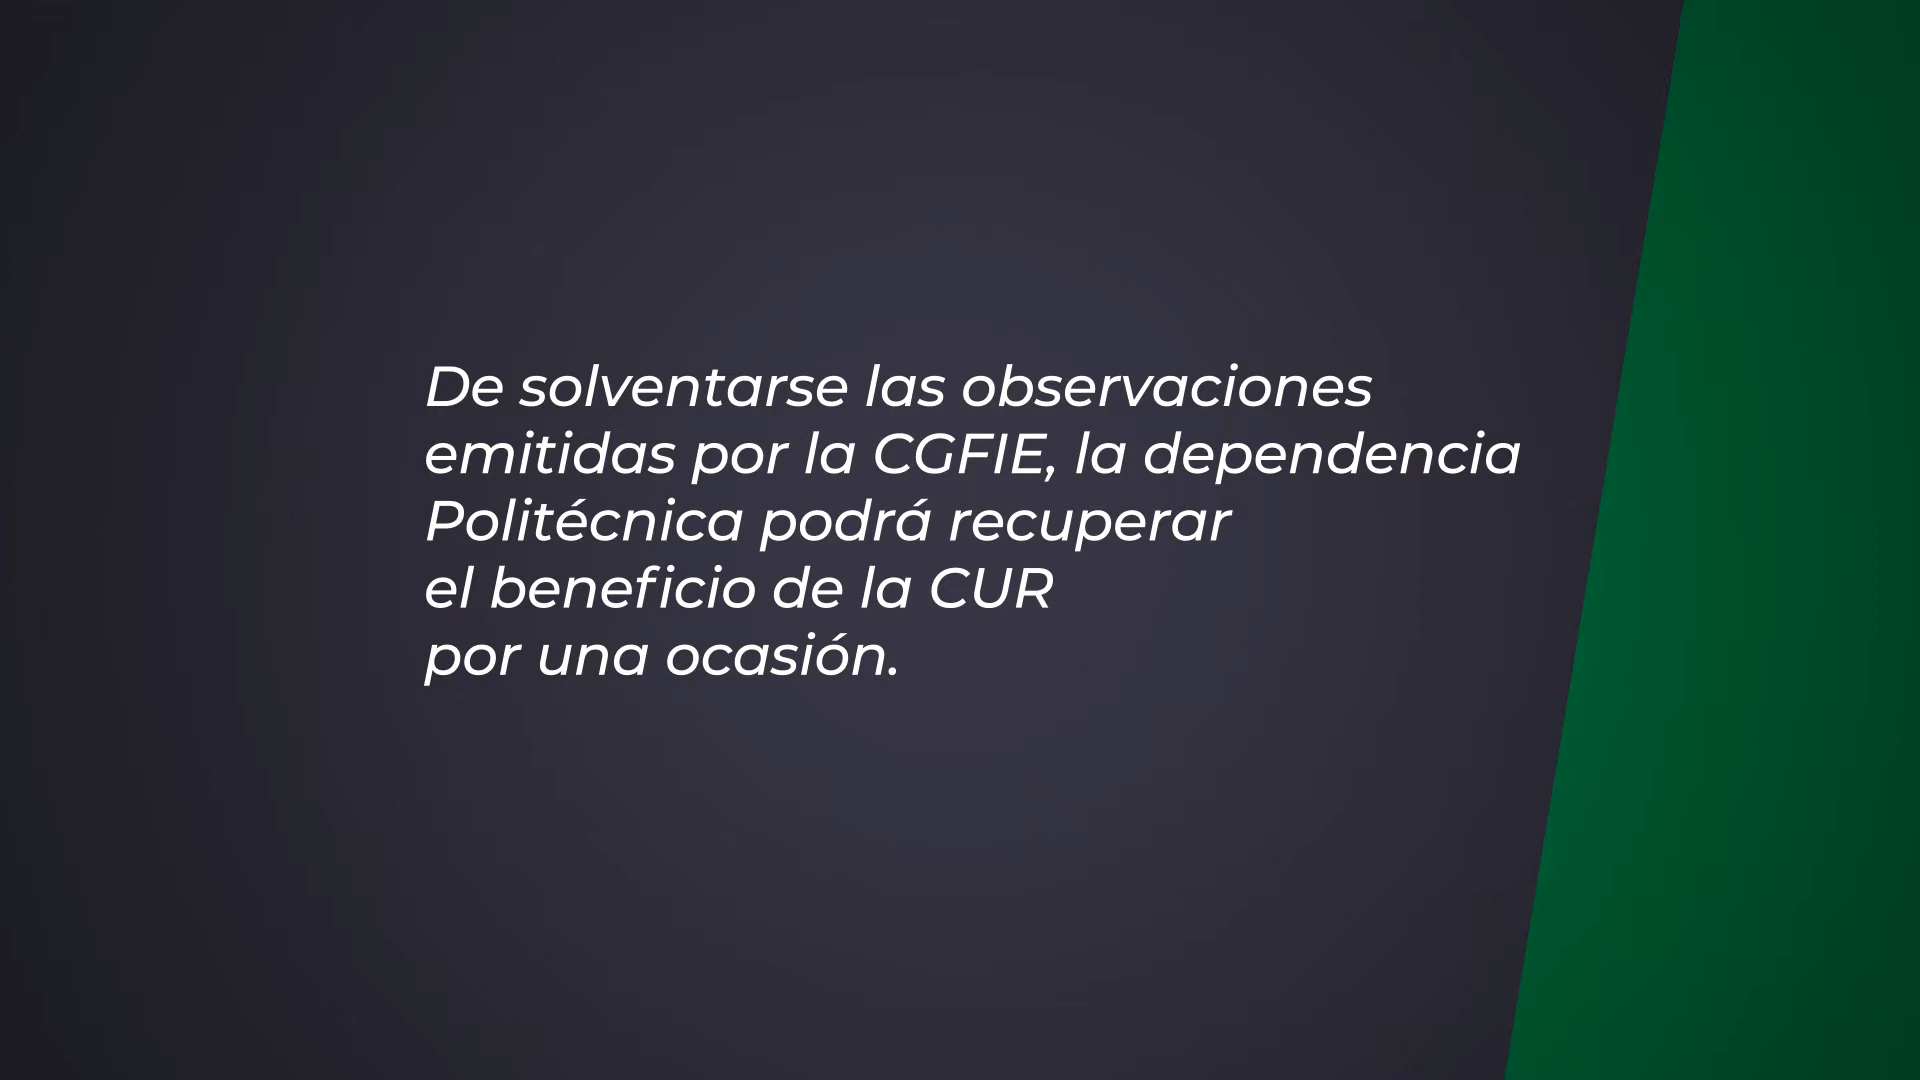 De solventarse las observaciones
emitidas por la CGFIE, la dependencia
Politécnica podrá recuperar
el beneficio de la CUR
por una ocasión.